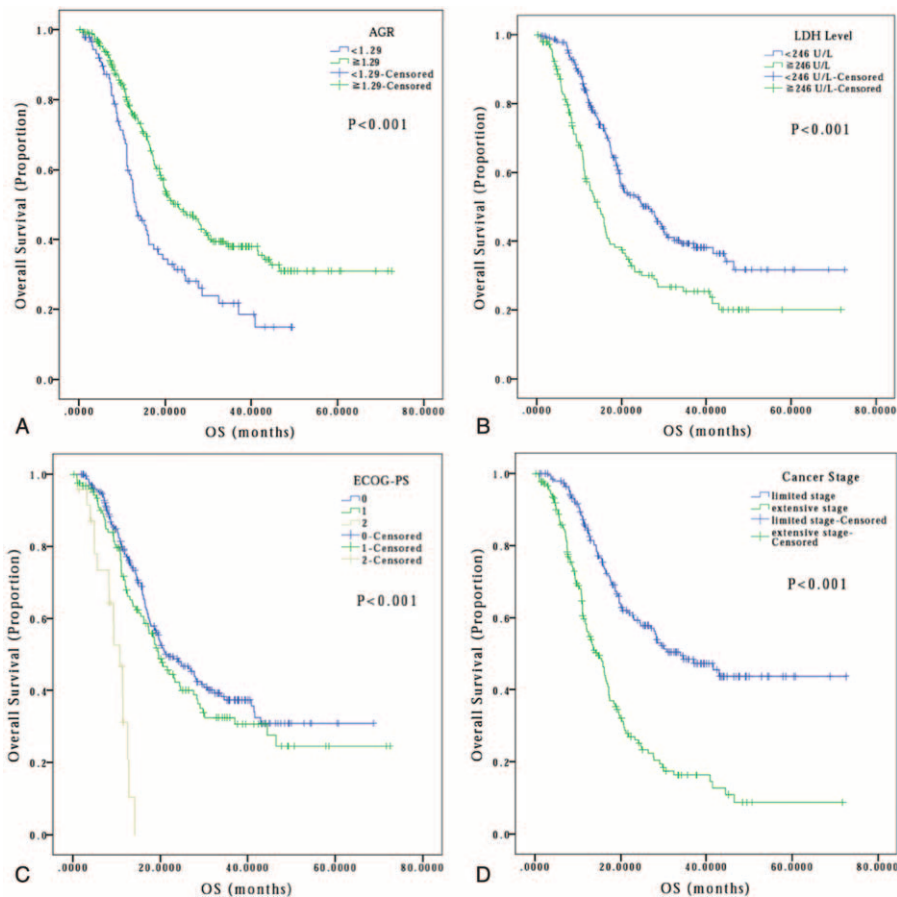 AGR
<1.29
≧1.29
<1.29-Censored
≧1.29-Censored
P<0.001
Overall Survival (Proportion)
1.0
0.8
0.6
0.4
0.2
0.0
.0000 20.0000 40.0000 60.0000 80.0000
OS (months)
A
LDH Level
<246 U/L
≧246 U/L
<246 U/L-Censored
≧246 U/L-Censored
P<0.001
Overall Survival (Proportion)
1.0
0.8
0.6
0.4
0.2
0.0
.0000 20.0000 40.0000 60.0000 80.0000
OS (months)
B
ECOG-PS
0
1
2
0-Censored
1-Censored
2-Censored
P<0.001
Overall Survival (Proportion)
1.0
0.8
0.6
0.4
0.2
0.0
.0000 20.0000 40.0000 60.0000 80.0000
OS (months)
C
Cancer Stage
limited stage
extensive stage
limited stage-Censored
extensive stage-
Censored
P<0.001
Overall Survival (Proportion)
1.0
0.8
0.6
0.4
0.2
0.0
.0000 20.0000 40.0000 60.0000 80.0000
OS (months)
D